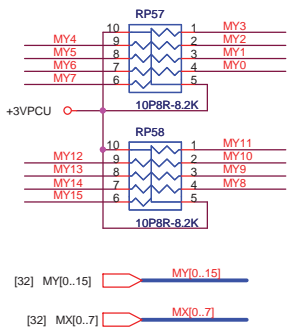 RP57
10 1 MY3
MY4 9 2 MY2
MY5 8 3 MY1
MY6 7 4 MY0
MY7 6 5
+3VPCU
10P8R-8.2K
RP58
10 1 MY11
MY12 9 2 MY10
MY13 8 3 MY9
MY14 7 4 MY8
MY15 6 5
10P8R-8.2K
[32] MY[0..15] MY[0..15]
[32] MX[0..7] MX[0..7]